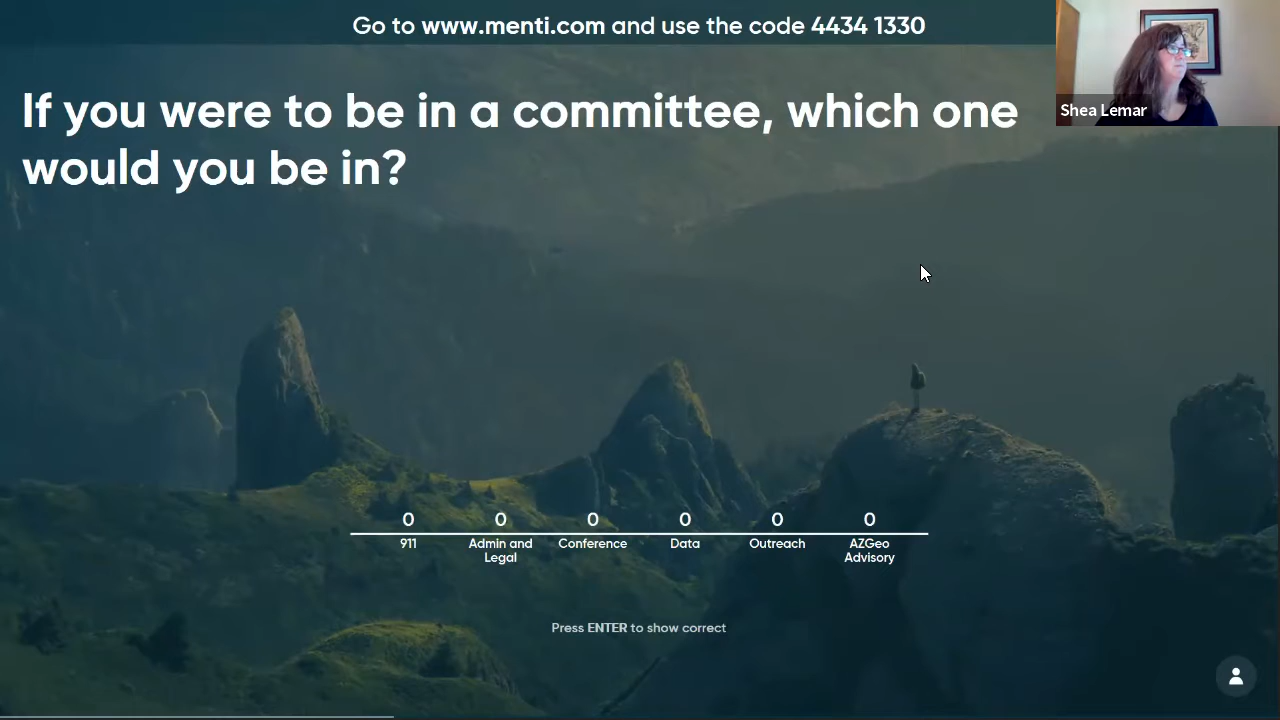 Go to www.menti.com and use the code 4434 1330
Shea Lemar
If you were to be in a committee, which one
would you be in?
0 0 0 0 0 0
911 Admin and Conference Data Outreach AZGeo
Legal Advisory
Press ENTER to show correct